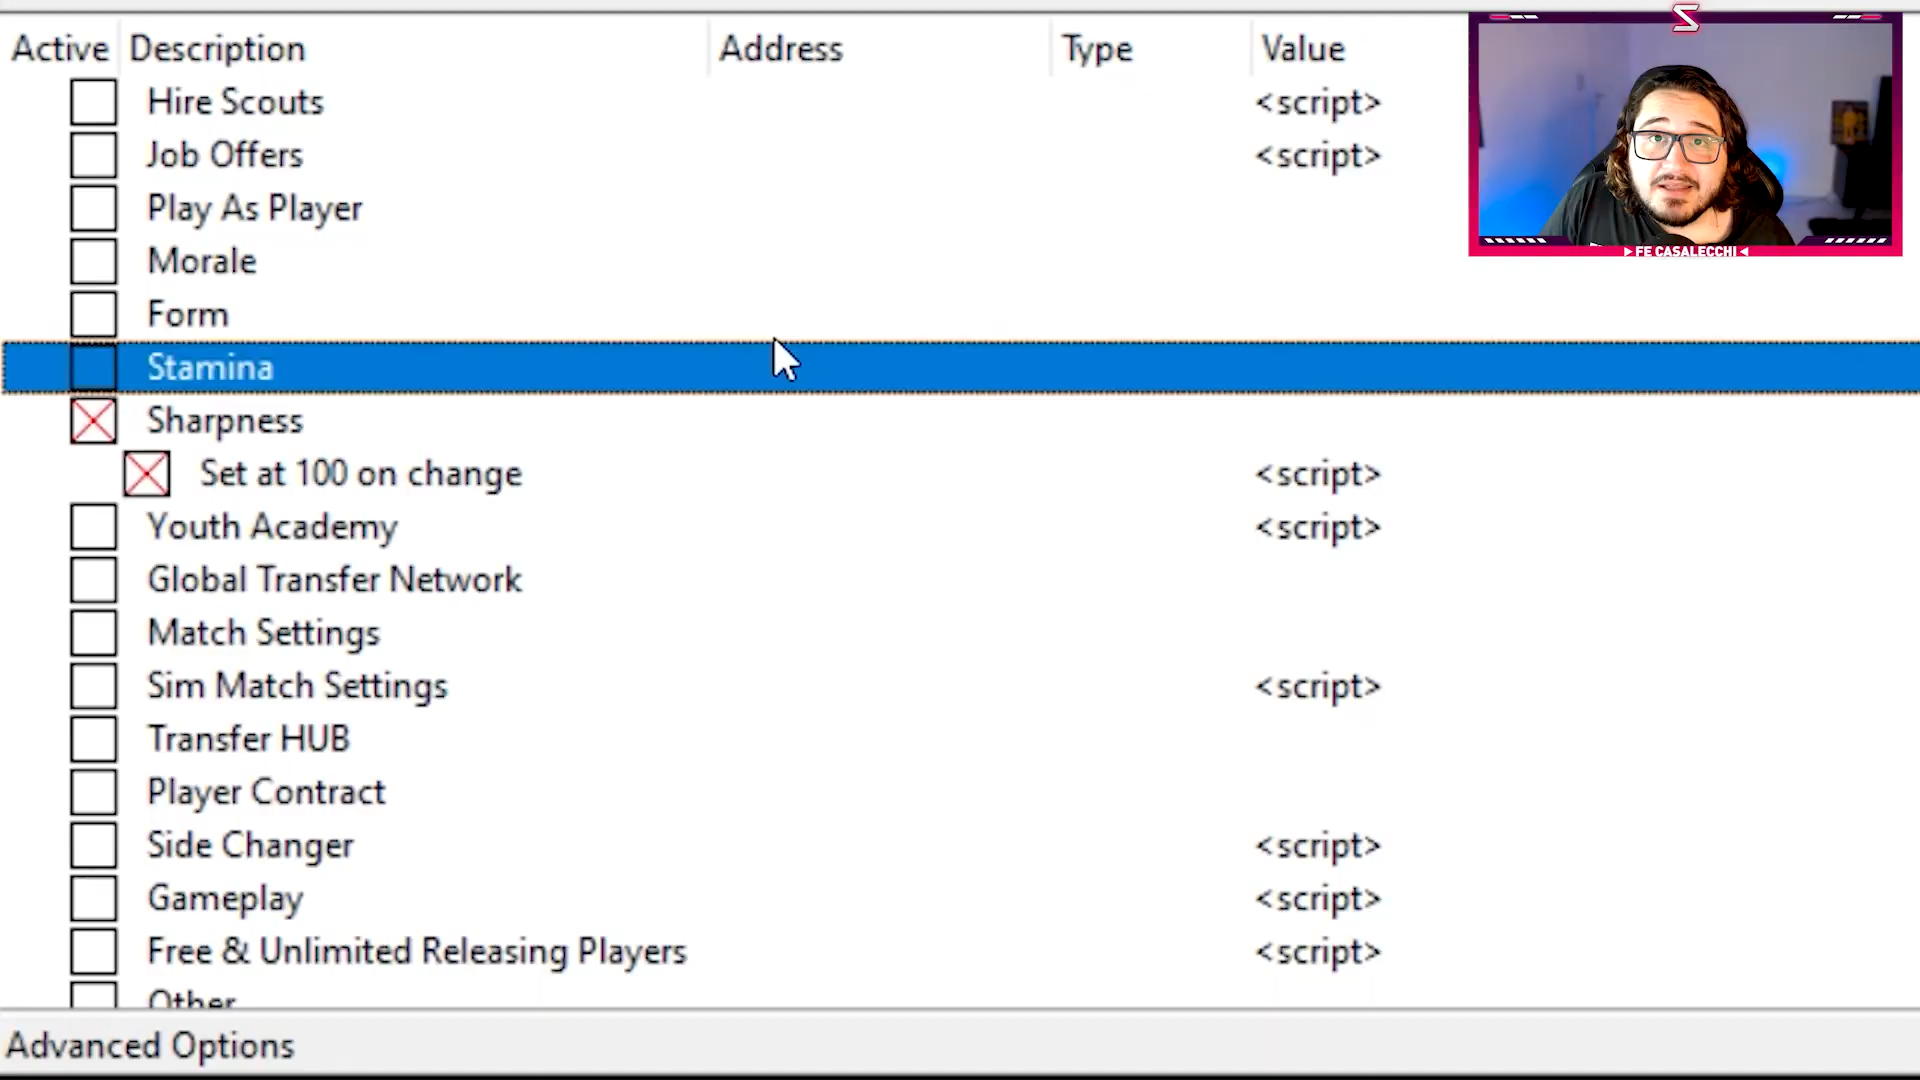 Active Description Address Type Value
Hire Scouts <script>
Job Offers <script>
Play As Player
Morale
Form
Stamina
Sharpness
Set at 100 on change <script>
Youth Academy <script>
Global Transfer Network
Match Settings
Sim Match Settings <script>
Transfer HUB
Player Contract
Side Changer <script>
Gameplay <script>
Free & Unlimited Releasing Players <script>
Other
Advanced Options
FE CASALECCHI